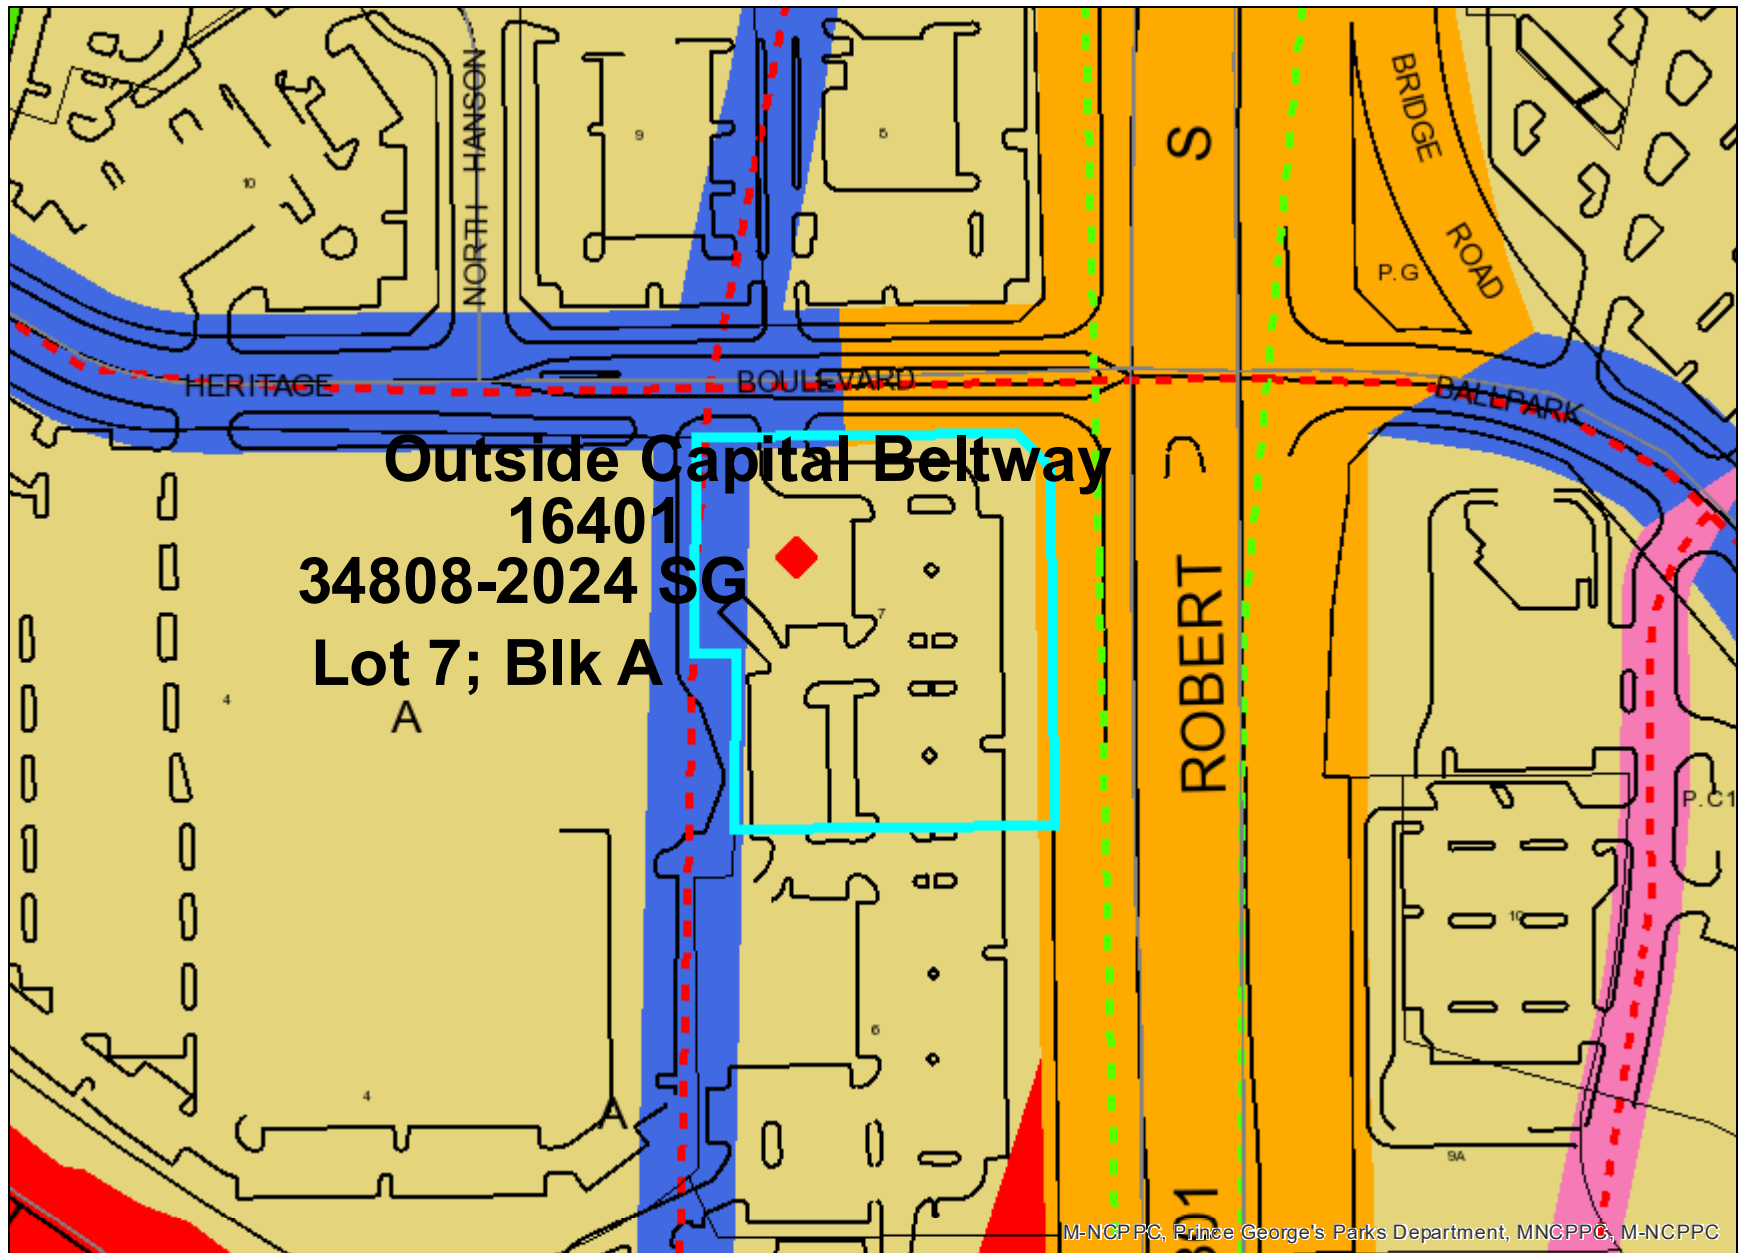 NORTH HANSON
9
6
S
BRIDGE
ROAD
P.G
10
HERITAGE
BOULEVARD
BALLPARK
Outside Capital Beltway
16401
34808-2024 SG
Lot 7; Blk A
7
4
A
ROBERT
P.C1
10
6
4
A
9A
301
M-NCPPC, Prince George's Parks Department, MNCPPC, M-NCPPC